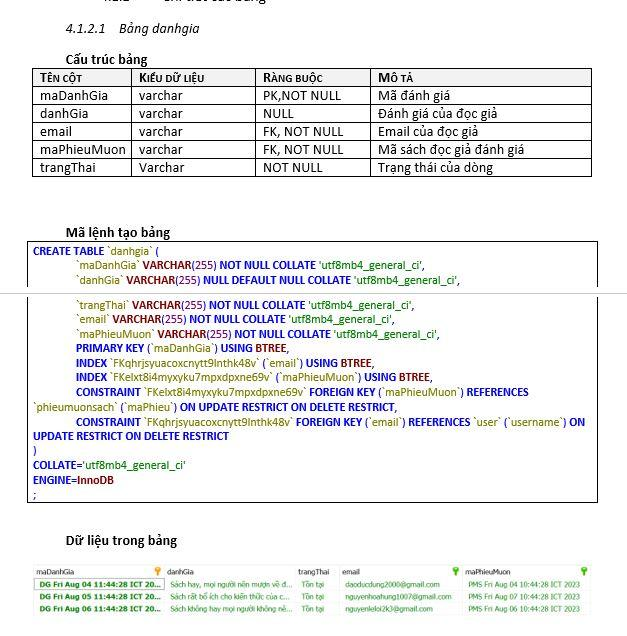 4.1.2.1 Bảng danhgia
Cấu trúc bảng
TÊN CỘT KIỂU DỮ LIỆU RÀNG BUỘC MÔ TẢ
maDanhGia varchar PK,NOT NULL Mã đánh giá
danhGia varchar NULL Đánh giá của đọc giả
email varchar FK, NOT NULL Email của đọc giả
maPhieuMuon varchar FK, NOT NULL Mã sách đọc giả đánh giá
trangThai Varchar NOT NULL Trạng thái của dòng
Mã lệnh tạo bảng
CREATE TABLE `danhgia` (
`maDanhGia` VARCHAR(255) NOT NULL COLLATE 'utf8mb4_general_ci',
`danhGia` VARCHAR(255) NULL DEFAULT NULL COLLATE 'utf8mb4_general_ci',
`trangThai` VARCHAR(255) NOT NULL COLLATE 'utf8mb4_general_ci',
`email` VARCHAR(255) NOT NULL COLLATE 'utf8mb4_general_ci',
`maPhieuMuon` VARCHAR(255) NOT NULL COLLATE 'utf8mb4_general_ci',
PRIMARY KEY (`maDanhGia`) USING BTREE,
INDEX `FKqhrjsyuacoxcnytt9lnthk48v` (`email`) USING BTREE,
INDEX `FKelxt8i4myxyku7mpxdpxne69v` (`maPhieuMuon`) USING BTREE,
CONSTRAINT `FKelxt8i4myxyku7mpxdpxne69v` FOREIGN KEY (`maPhieuMuon`) REFERENCES
`phieumuonsach` (`maPhieu`) ON UPDATE RESTRICT ON DELETE RESTRICT,
CONSTRAINT `FKqhrjsyuacoxcnytt9lnthk48v` FOREIGN KEY (`email`) REFERENCES `user` (`username`) ON
UPDATE RESTRICT ON DELETE RESTRICT
)
COLLATE='utf8mb4_general_ci'
ENGINE=InnoDB
;
Dữ liệu trong bảng
maDanhGia danhGia trangThai email maPhieuMuon
DG Fri Aug 04 11:44:28 ICT 20... Sách hay, mọi người nên mượn về đ... Tồn tại daoducdung2000@gmail.com PMS Fri Aug 04 10:44:28 ICT 2023
DG Fri Aug 05 11:44:28 ICT 20... Sách rất bổ ích cho kiến thức của c... Tồn tại nguyenhoahung1007@gmail.com PMS Fri Aug 07 10:44:28 ICT 2023
DG Fri Aug 06 11:44:28 ICT 20... Sách không hay mọi người không nê... Tồn tại nguyenleloi2k3@gmail.com PMS Fri Aug 06 10:44:28 ICT 2023